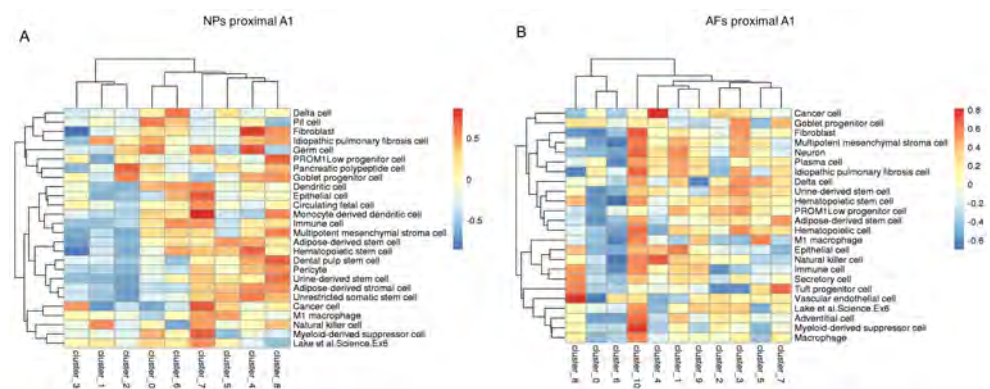 NPs proximal A1
A
Delta cell
Pit cell
Fibroblast
Idiopathic pulmonary fibrosis cell
Germ cell
PROM1Low progenitor cell
Pancreatic polypeptide cell
Goblet progenitor cell
Dendritic cell
Epithelial cell
Circulating fetal cell
Monocyte derived dendritic cell
Immune cell
Multipotent mesenchymal stroma cell
Adipose-derived stem cell
Hematopoietic stem cell
Dental pulp stem cell
Pericyte
Urine-derived stem cell
Adipose-derived stromal cell
Unrestricted somatic stem cell
Cancer cell
M1 macrophage
Natural killer cell
Myeloid-derived suppressor cell
Lake et al.Science.Ex6
cluster_3
cluster_1
cluster_2
cluster_0
cluster_6
cluster_7
cluster_5
cluster_4
cluster_8
0.5
0
-0.5
AFs proximal A1
B
Cancer cell
Goblet progenitor cell
Fibroblast
Multipotent mesenchymal stroma cell
Neuron
Plasma cell
Idiopathic pulmonary fibrosis cell
Delta cell
Urine-derived stem cell
Hematopoietic stem cell
PROM1Low progenitor cell
Adipose-derived stem cell
Hematopoietic cell
M1 macrophage
Epithelial cell
Natural killer cell
Immune cell
Secretory cell
Tuft progenitor cell
Vascular endothelial cell
Lake et al.Science.Ex6
Adventitial cell
Myeloid-derived suppressor cell
Macrophage
cluster_8
cluster_0
cluster_6
cluster_10
cluster_4
cluster_1
cluster_9
cluster_2
cluster_3
cluster_5
cluster_7
0.8
0.6
0.4
0.2
0
-0.2
-0.4
-0.6